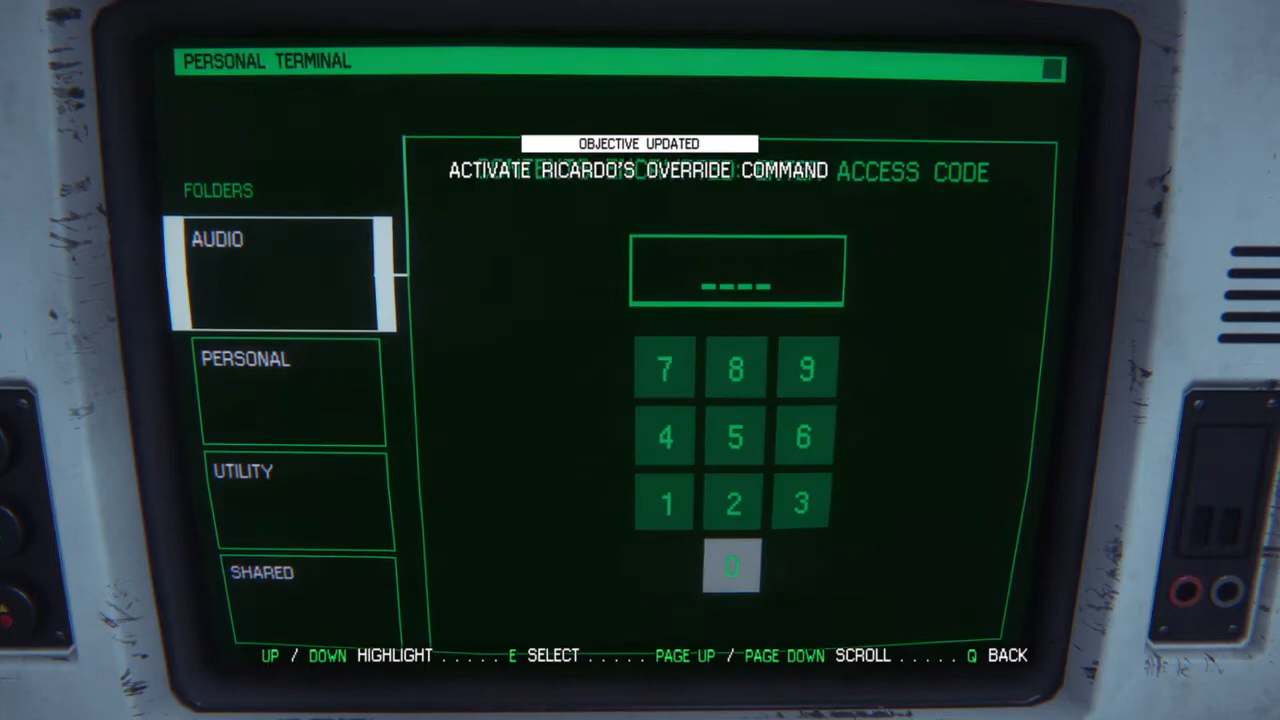 PERSONAL TERMINAL
OBJECTIVE UPDATED
ACTIVATE RICARDO'S OVERRIDE COMMAND
ACCESS CODE
FOLDERS
AUDIO
PERSONAL
UTILITY
SHARED
_ _ _ _
7 8 9
4 5 6
1 2 3
0
UP / DOWN HIGHLIGHT ..... E SELECT ..... PAGE UP / PAGE DOWN SCROLL ..... Q BACK